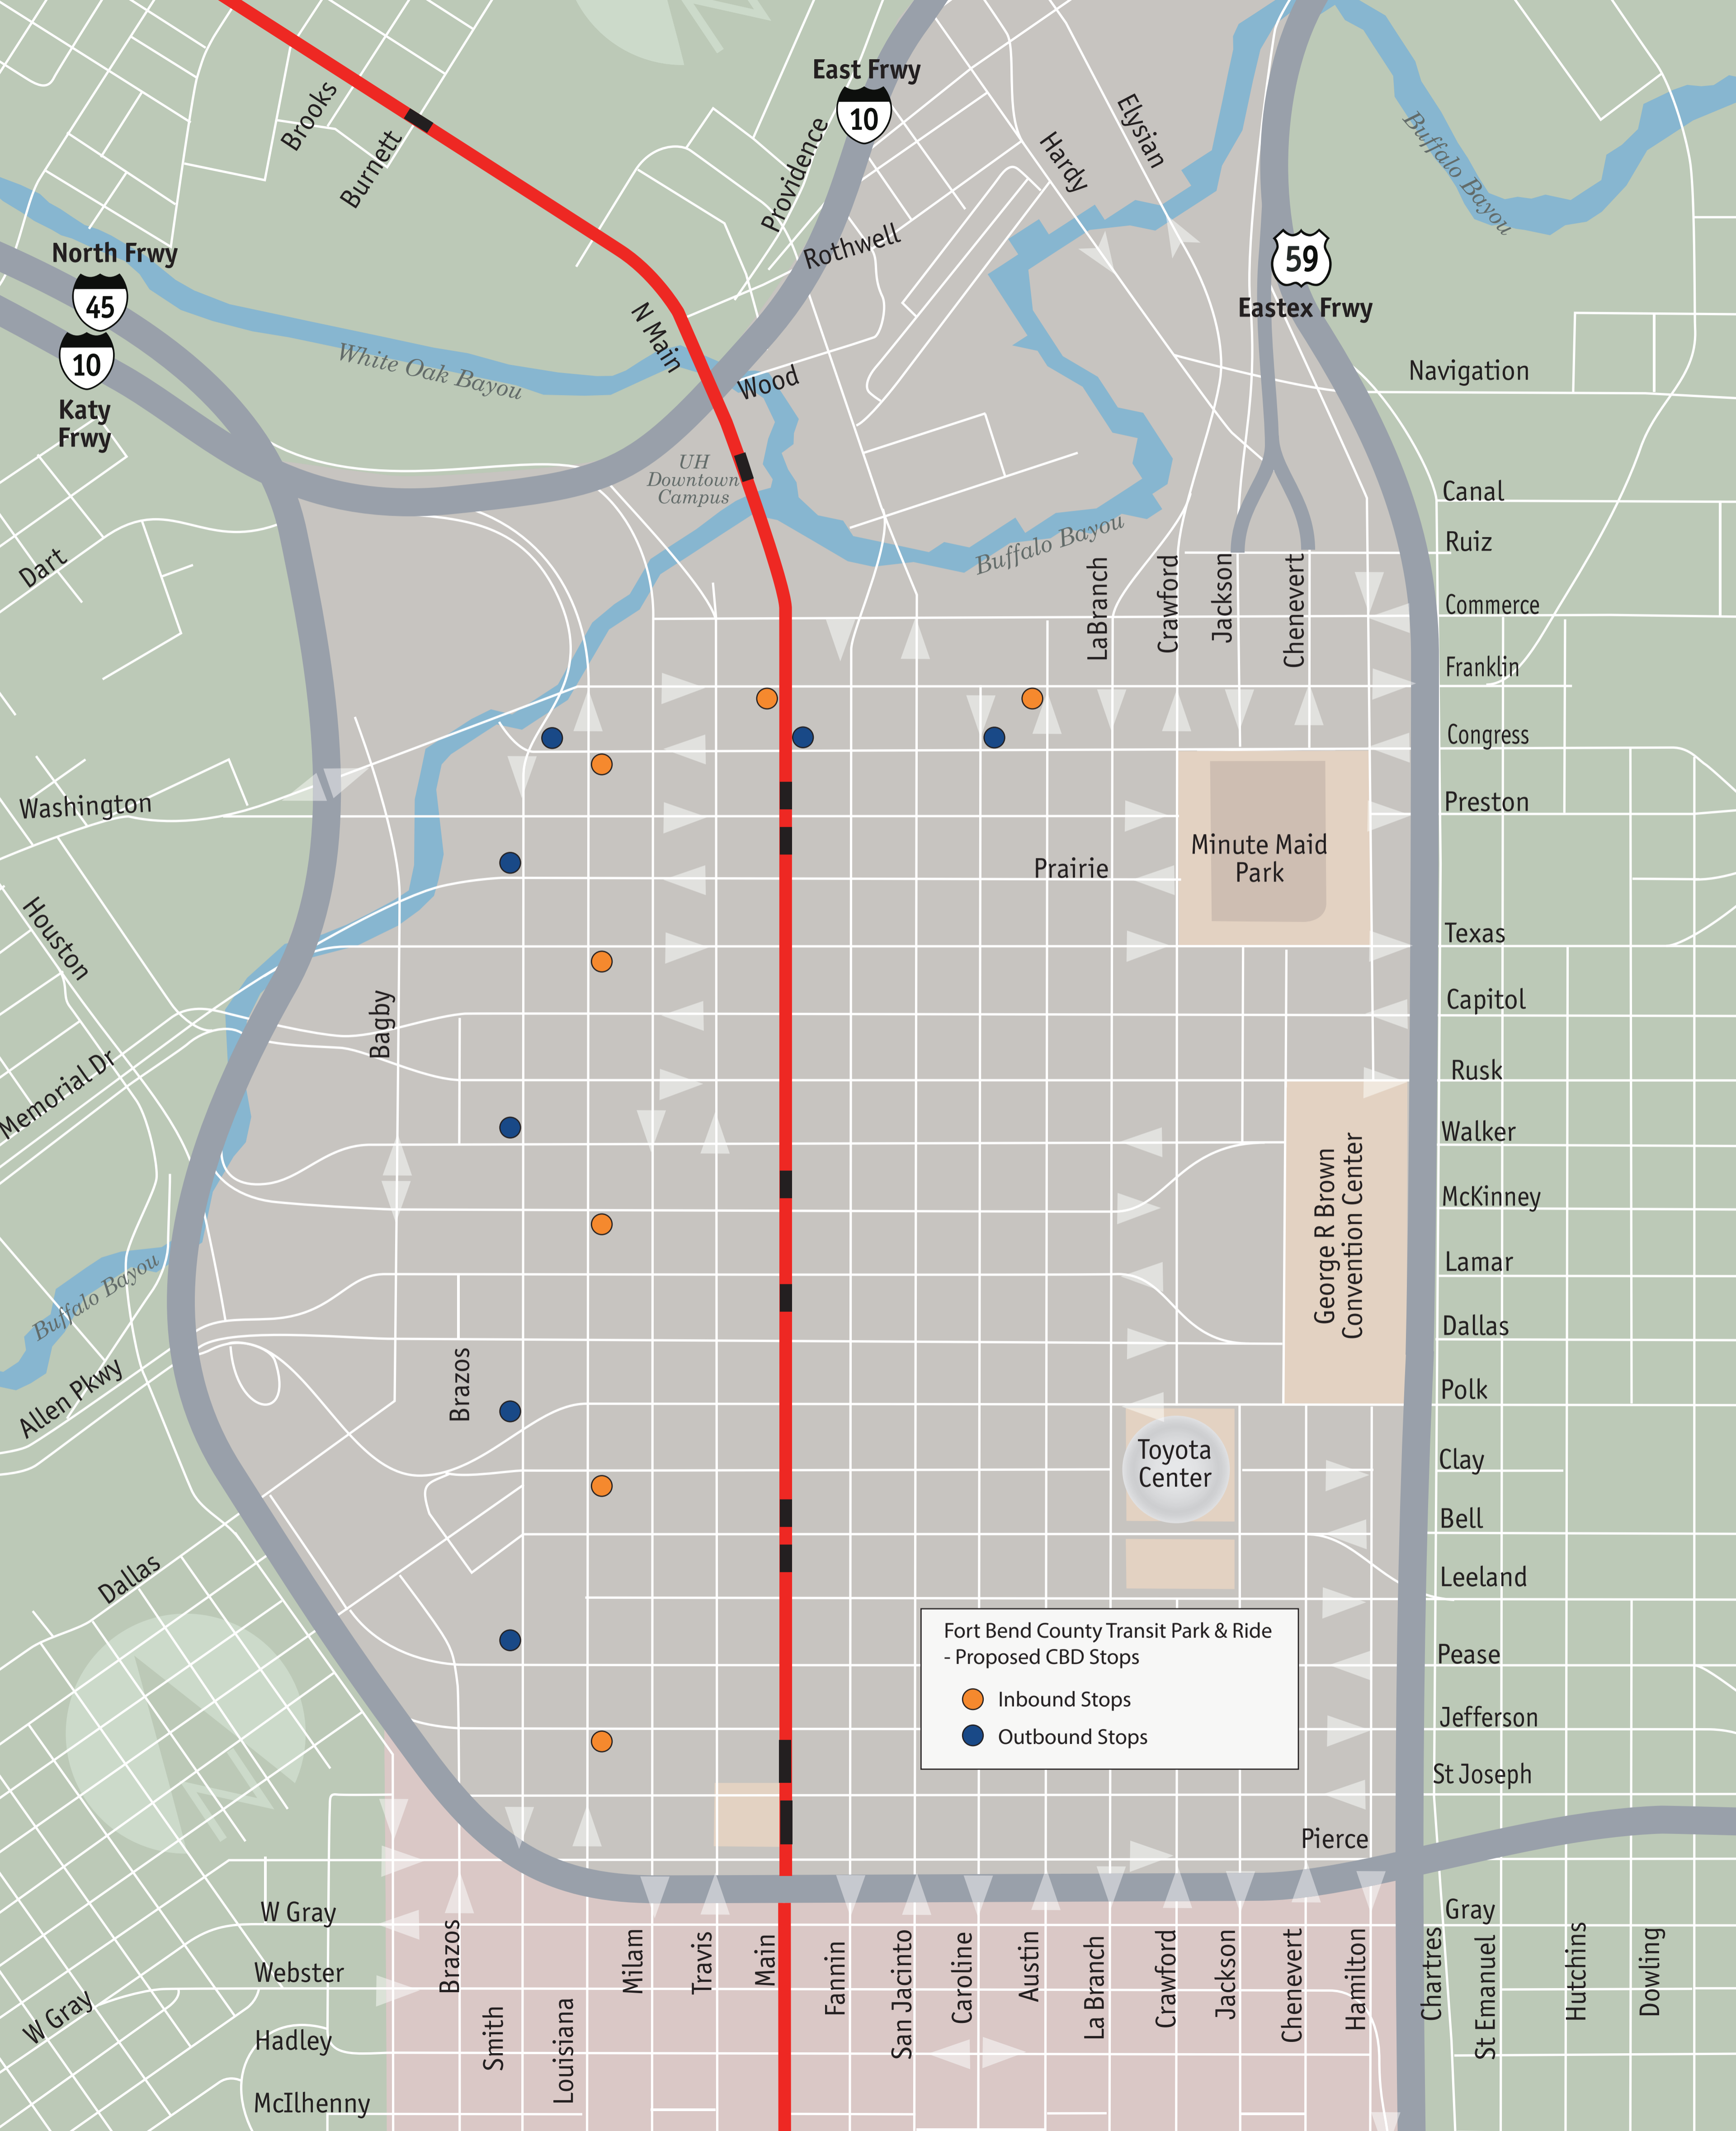 East Frwy
10
Brooks
Burnett
Providence
Hardy
Elysian
Buffalo Bayou
North Frwy
45
10
Katy
Frwy
Rothwell
59
Eastex Frwy
N Main
White Oak Bayou
Wood
Navigation
UH
Downtown
Campus
Buffalo Bayou
Canal
Ruiz
Dart
LaBranch
Crawford
Jackson
Chenevert
Commerce
Franklin
Congress
Washington
Preston
Minute Maid
Park
Prairie
Houston
Texas
Bagby
Capitol
Memorial Dr
Rusk
Walker
George R Brown
Convention Center
McKinney
Buffalo Bayou
Lamar
Dallas
Allen Pkwy
Brazos
Polk
Toyota
Center
Clay
Bell
Dallas
Leeland
Fort Bend County Transit Park & Ride
- Proposed CBD Stops
Inbound Stops
Outbound Stops
Pease
Jefferson
St Joseph
Pierce
W Gray
Gray
Webster
W Gray
Hadley
McIlhenny
Brazos
Smith
Louisiana
Milam
Travis
Main
Fannin
San Jacinto
Caroline
Austin
La Branch
Crawford
Jackson
Chenevert
Hamilton
Chartres
St Emanuel
Hutchins
Dowling